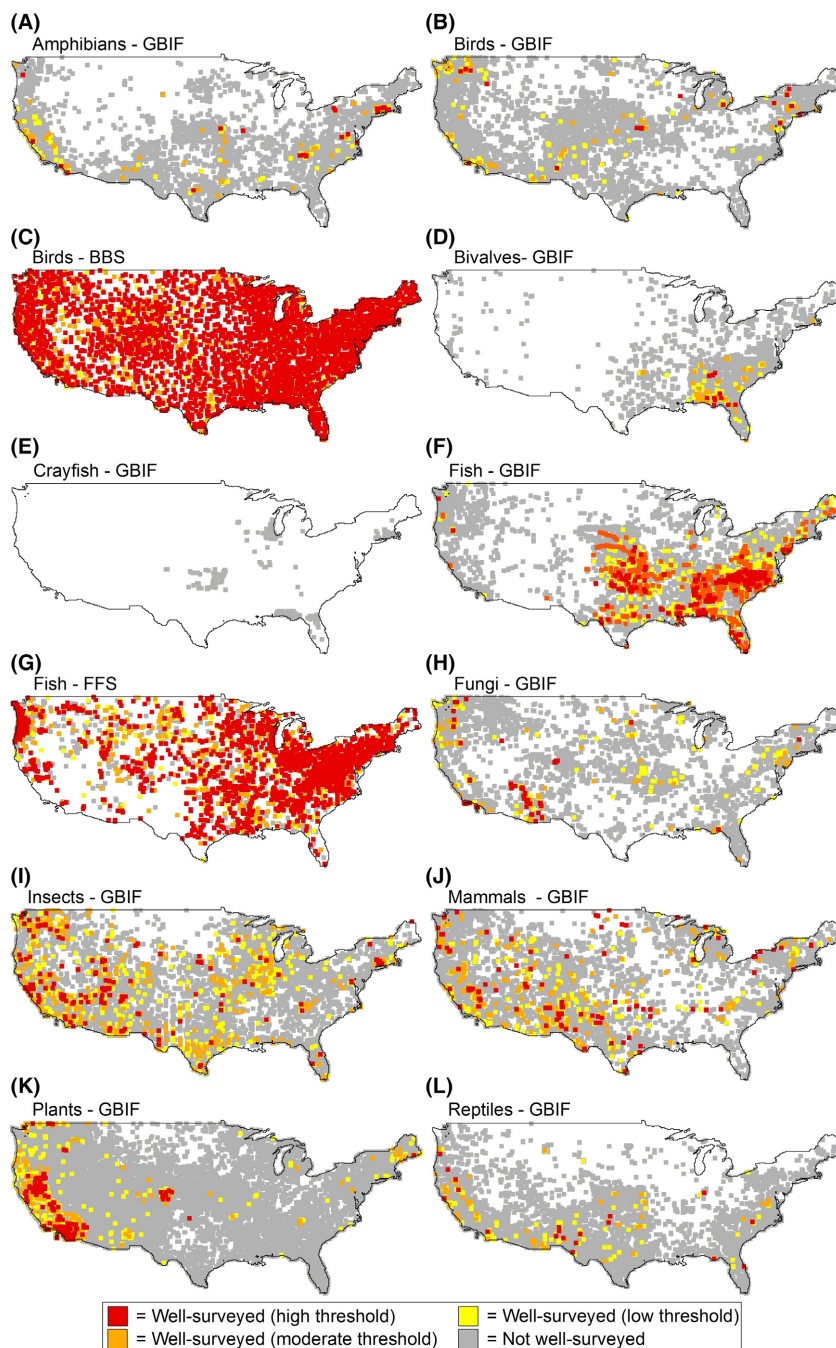 (A)
Amphibians - GBIF
(B)
Birds - GBIF
(C)
Birds - BBS
(D)
Bivalves- GBIF
(E)
Crayfish - GBIF
(F)
Fish - GBIF
(G)
Fish - FFS
(H)
Fungi - GBIF
(I)
Insects - GBIF
(J)
Mammals - GBIF
(K)
Plants - GBIF
(L)
Reptiles - GBIF
= Well-surveyed (high threshold)
= Well-surveyed (low threshold)
= Well-surveyed (moderate threshold)
= Not well-surveyed